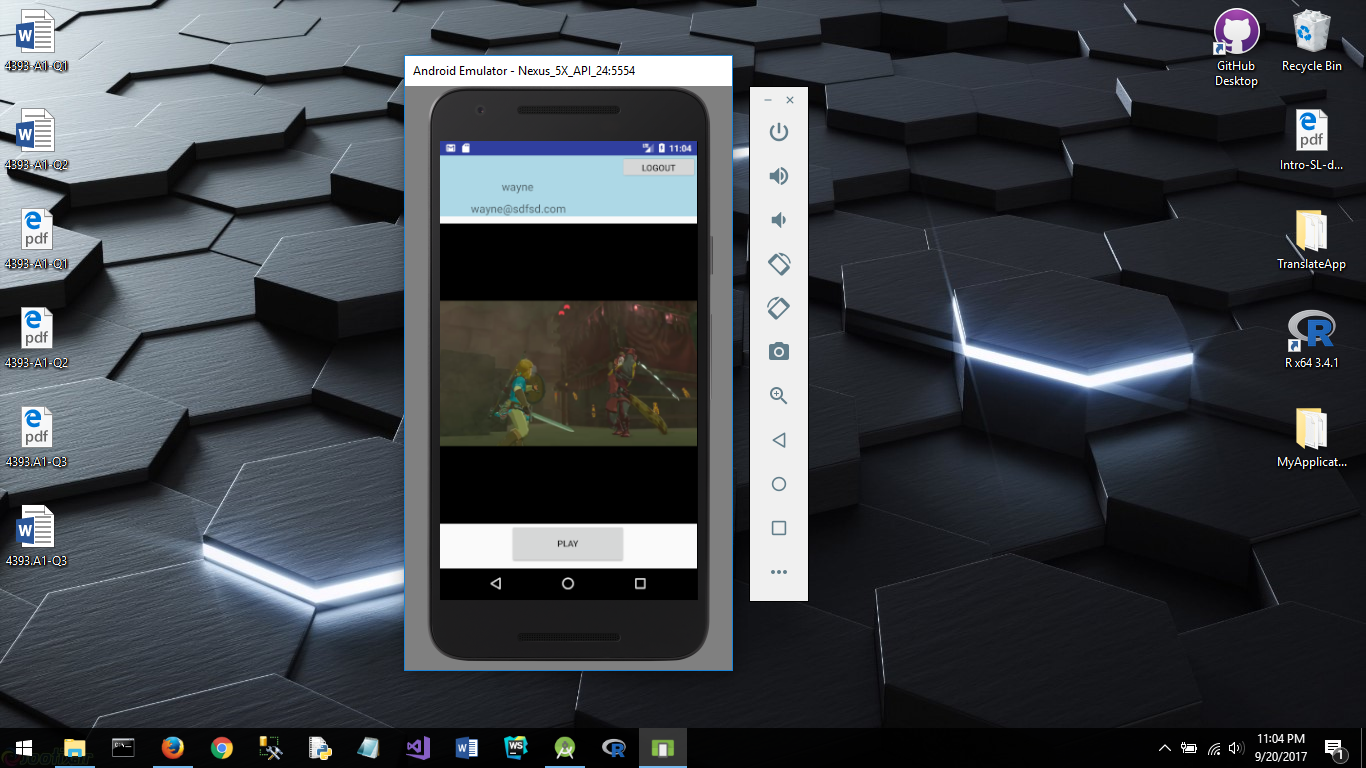 4393-A1-Q1
4393-A1-Q2
pdf
4393-A1-Q1
pdf
4393-A1-Q2
pdf
4393.A1-Q3
4393.A1-Q3
Android Emulator - Nexus_5X_API_24:5554
11:04
LOGOUT
wayne
wayne@sdfsd.com
PLAY
GitHub
Desktop
Recycle Bin
pdf
Intro-SL-d...
TranslateApp
R x64 3.4.1
MyApplicat...
11:04 PM
9/20/2017
1